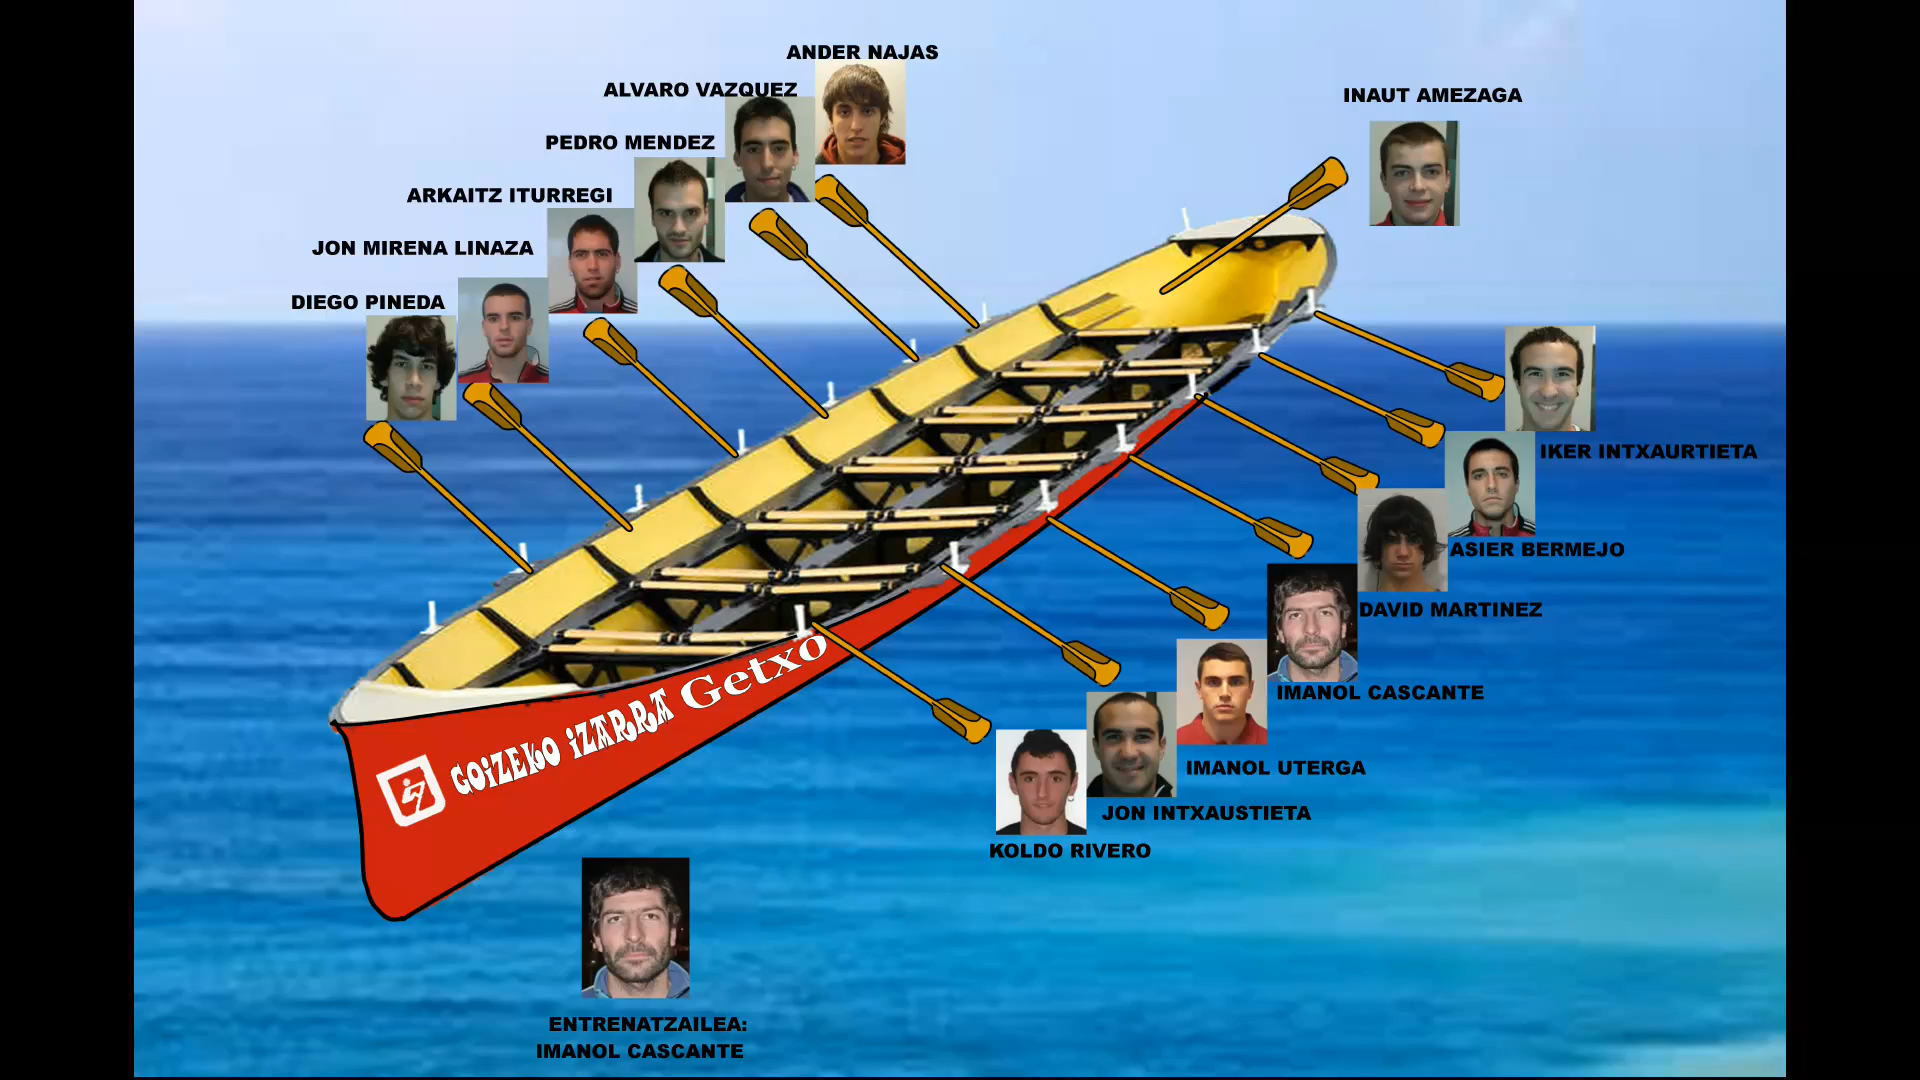 ANDER NAJAS
ALVARO VAZQUEZ
INAUT AMEZAGA
PEDRO MENDEZ
ARKAITZ ITURREGI
JON MIRENA LINAZA
DIEGO PINEDA
IKER INTXAURTIETA
ASIER BERMEJO
DAVID MARTINEZ
IMANOL CASCANTE
IMANOL UTERGA
JON INTXAUSTIETA
KOLDO RIVERO
GOIZEKO IZARRA Getxo
ENTRENATZAILEA:
IMANOL CASCANTE